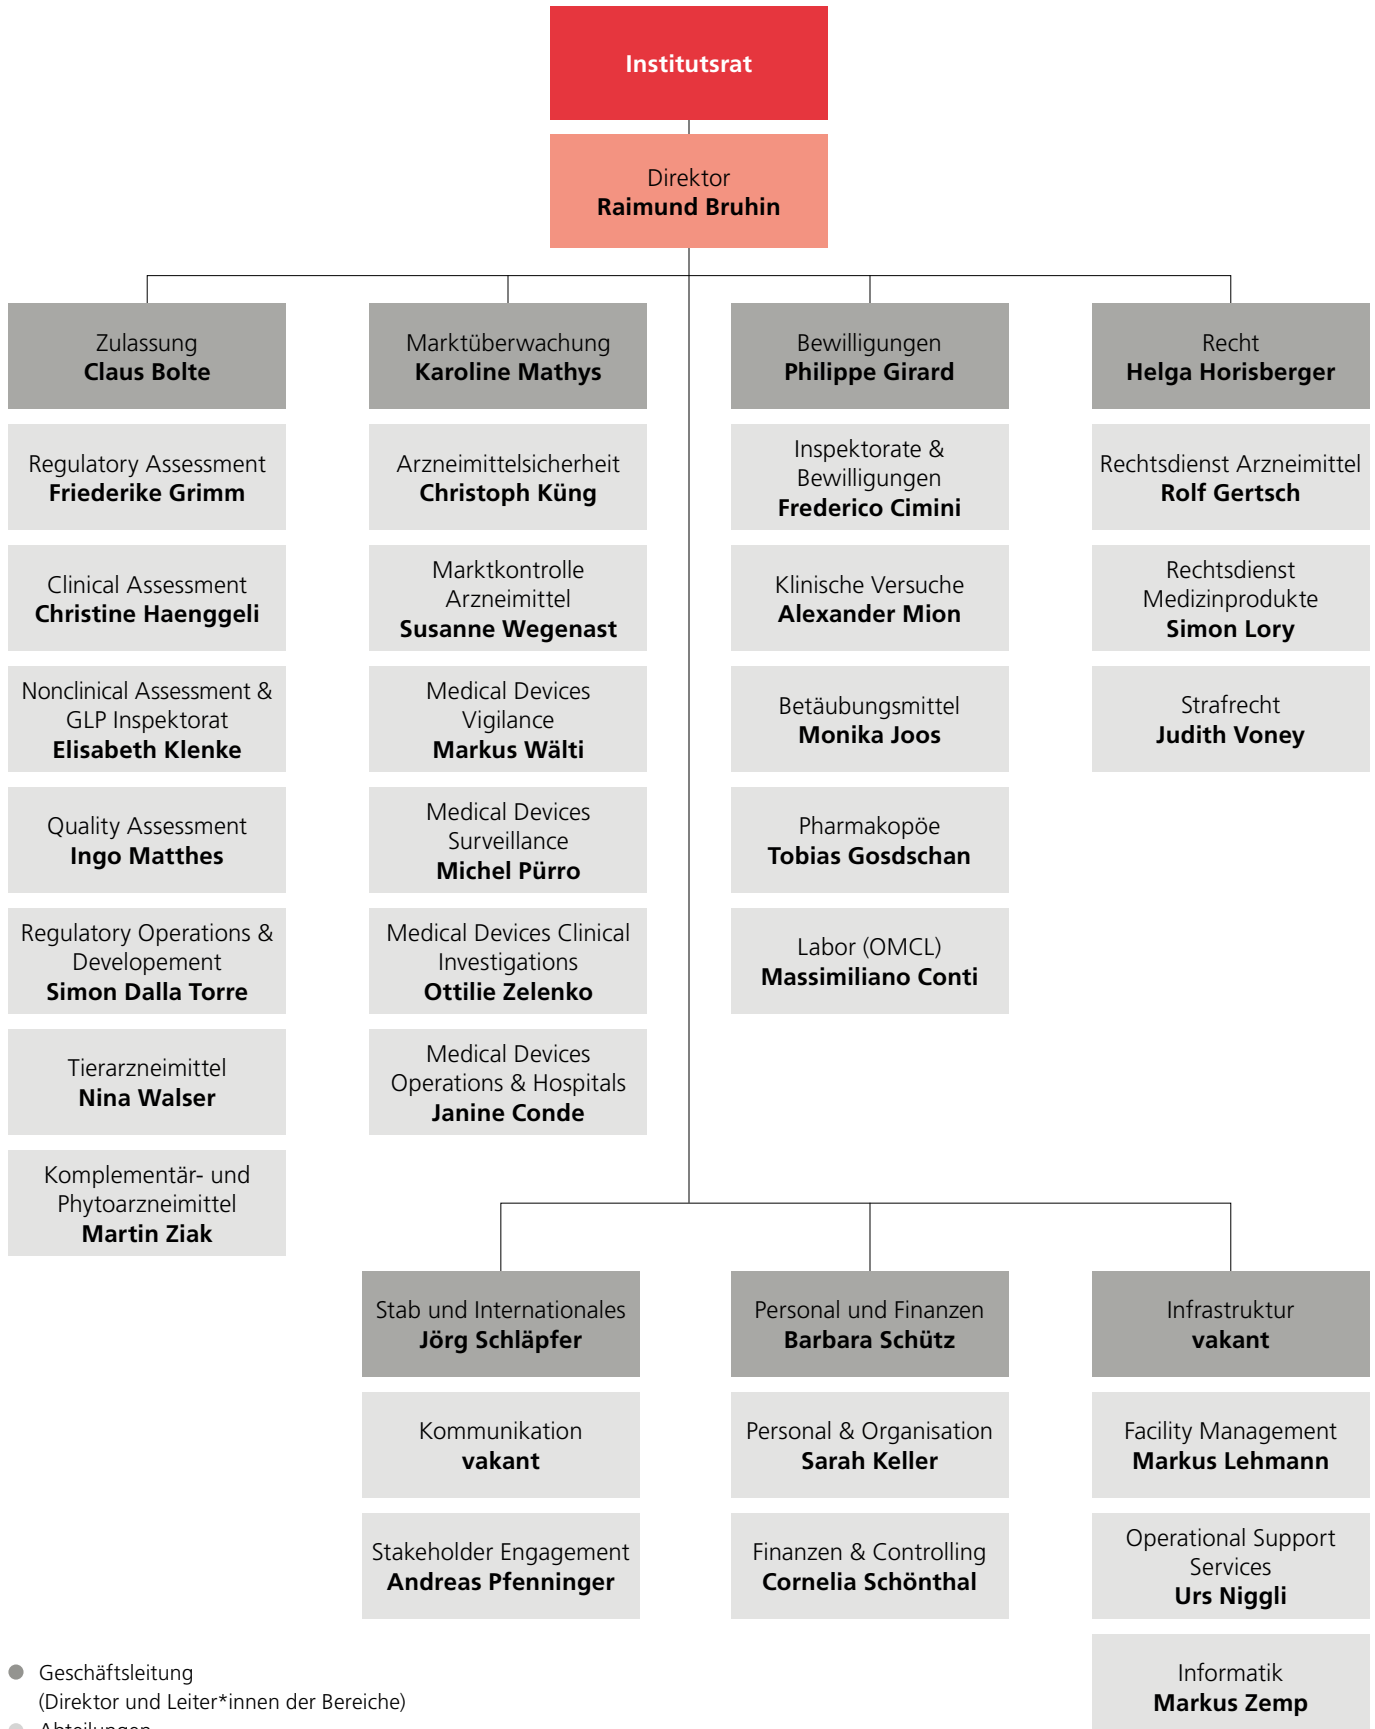 Institutsrat
Direktor
Raimund Bruhin
Zulassung
Claus Bolte
Regulatory Assessment
Friederike Grimm
Clinical Assessment
Christine Haenggeli
Nonclinical Assessment &
GLP Inspektorat
Elisabeth Klenke
Quality Assessment
Ingo Matthes
Regulatory Operations &
Developement
Simon Dalla Torre
Tierarzneimittel
Nina Walser
Komplementär- und
Phytoarzneimittel
Martin Ziak
Marktüberwachung
Karoline Mathys
Arzneimittelsicherheit
Christoph Küng
Marktkontrolle
Arzneimittel
Susanne Wegenast
Medical Devices
Vigilance
Markus Wälti
Medical Devices
Surveillance
Michel Pürro
Medical Devices Clinical
Investigations
Ottilie Zelenko
Medical Devices
Operations & Hospitals
Janine Conde
Bewilligungen
Philippe Girard
Inspektorate &
Bewilligungen
Frederico Cimini
Klinische Versuche
Alexander Mion
Betäubungsmittel
Monika Joos
Pharmakopöe
Tobias Gosdschan
Labor (OMCL)
Massimiliano Conti
Recht
Helga Horisberger
Rechtsdienst Arzneimittel
Rolf Gertsch
Rechtsdienst
Medizinprodukte
Simon Lory
Strafrecht
Judith Voney
Stab und Internationales
Jörg Schläpfer
Kommunikation
vakant
Stakeholder Engagement
Andreas Pfenninger
Personal und Finanzen
Barbara Schütz
Personal & Organisation
Sarah Keller
Finanzen & Controlling
Cornelia Schönthal
Infrastruktur
vakant
Facility Management
Markus Lehmann
Operational Support
Services
Urs Niggli
Informatik
Markus Zemp
Geschäftsleitung
(Direktor und Leiter*innen der Bereiche)
Abteilungen